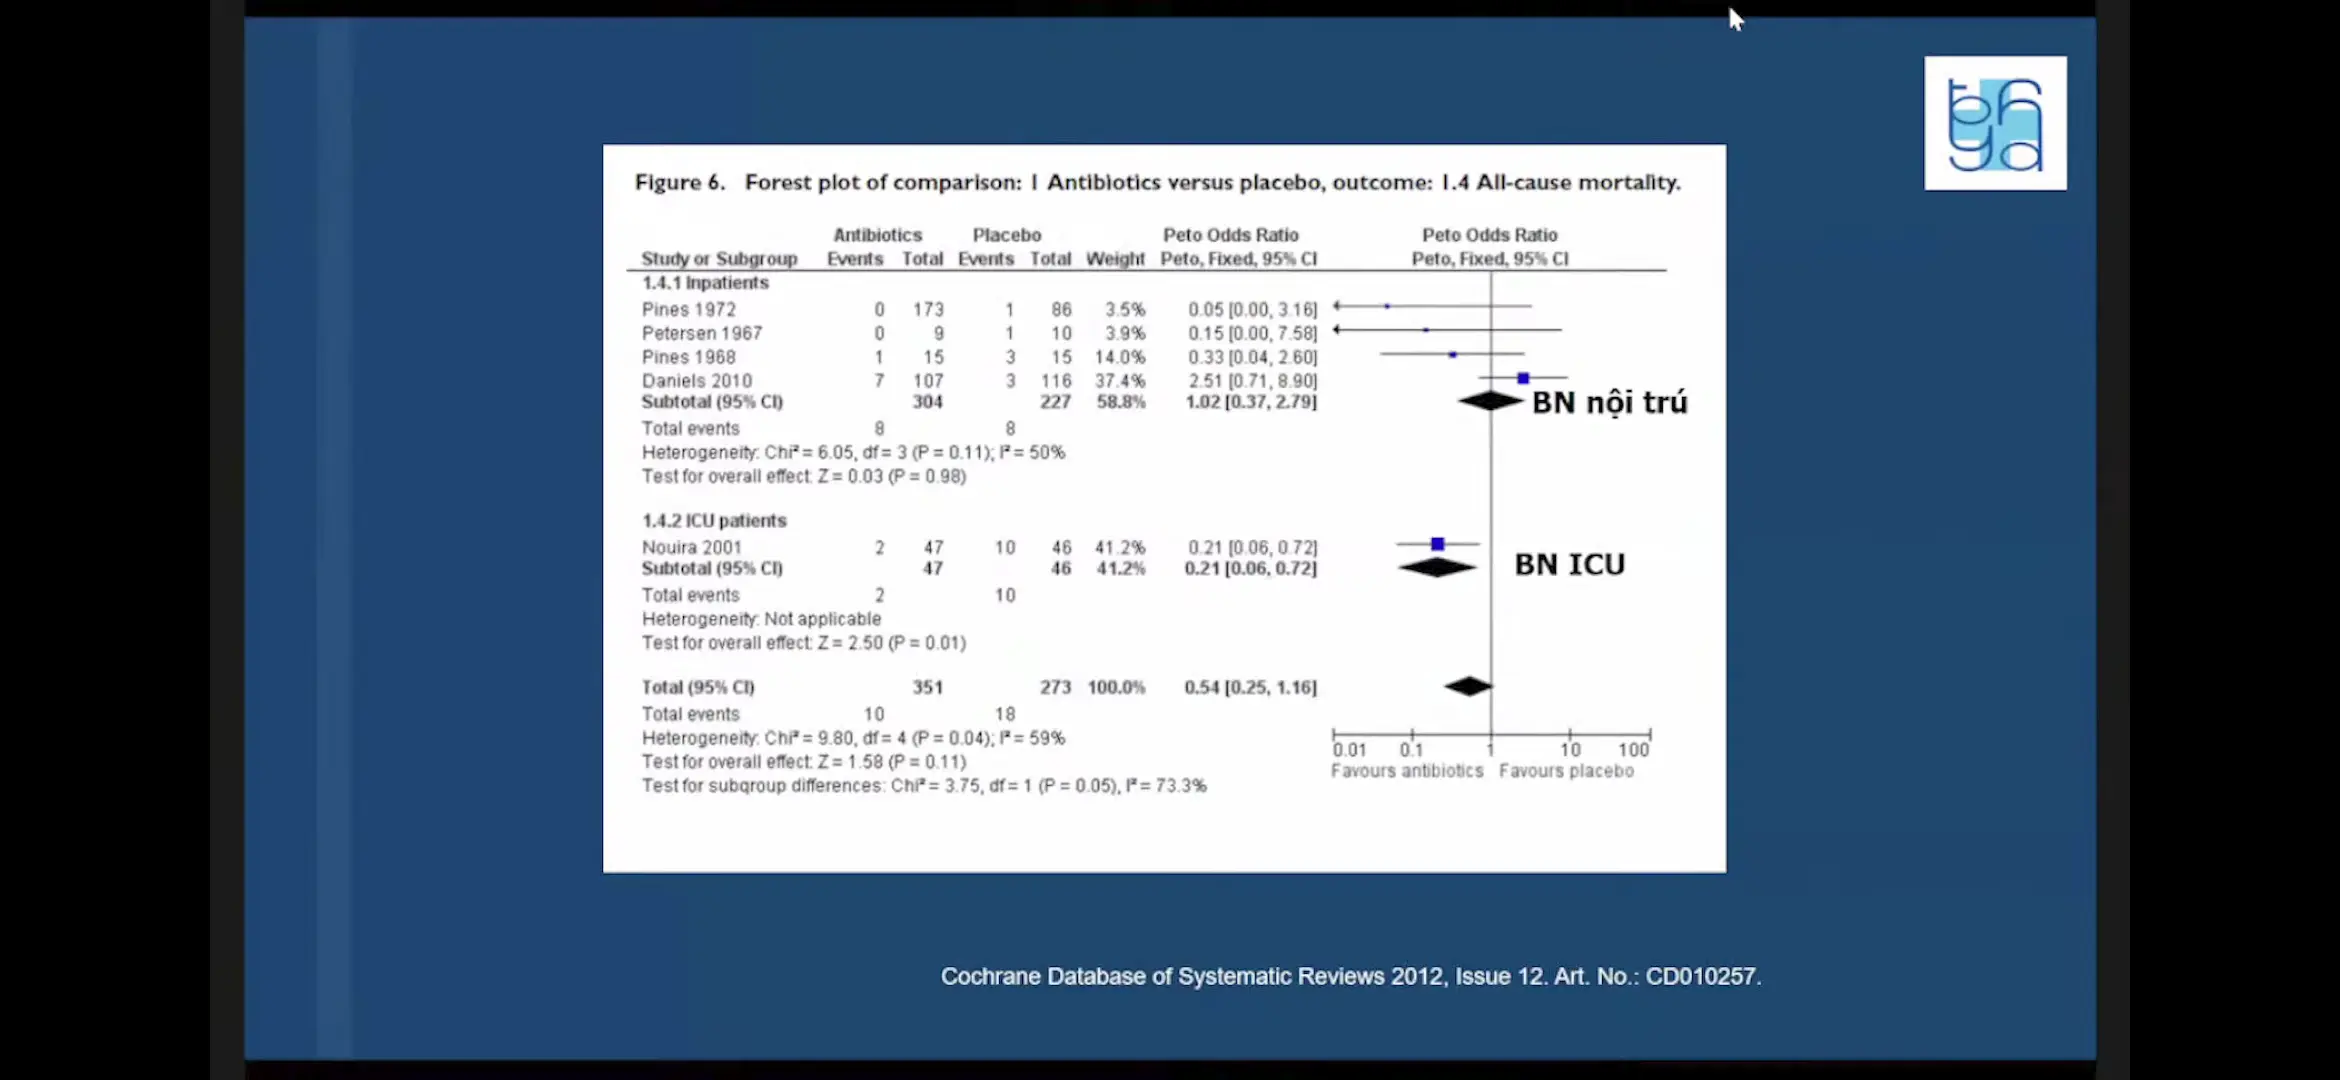 Figure 6. Forest plot of comparison: 1 Antibiotics versus placebo, outcome: 1.4 All-cause mortality.
Antibiotics Placebo Peto Odds Ratio Peto Odds Ratio
Study or Subgroup Events Total Events Total Weight Peto, Fixed, 95% CI Peto, Fixed, 95% CI
1.4.1 Inpatients
Pines 1972 0 173 1 86 3.5% 0.05 [0.00, 3.16]
Petersen 1967 0 9 1 10 3.9% 0.15 [0.00, 7.58]
Pines 1968 1 15 3 15 14.0% 0.33 [0.04, 2.60]
Daniels 2010 7 107 3 116 37.4% 2.51 [0.71, 8.90]
Subtotal (95% CI) 304 227 58.8% 1.02 [0.37, 2.79] BN nội trú
Total events 8 8
Heterogeneity: Chi² = 6.05, df = 3 (P = 0.11); I² = 50%
Test for overall effect: Z = 0.03 (P = 0.98)
1.4.2 ICU patients
Nouira 2001 2 47 10 46 41.2% 0.21 [0.06, 0.72]
Subtotal (95% CI) 47 46 41.2% 0.21 [0.06, 0.72] BN ICU
Total events 2 10
Heterogeneity: Not applicable
Test for overall effect: Z = 2.50 (P = 0.01)
Total (95% CI) 351 273 100.0% 0.54 [0.25, 1.16]
Total events 10 18
Heterogeneity: Chi² = 9.80, df = 4 (P = 0.04); I² = 59%
Test for overall effect: Z = 1.58 (P = 0.11)
Test for subgroup differences: Chi² = 3.75, df = 1 (P = 0.05), I² = 73.3%
0.01 0.1 1 10 100
Favours antibiotics Favours placebo
Cochrane Database of Systematic Reviews 2012, Issue 12. Art. No.: CD010257.